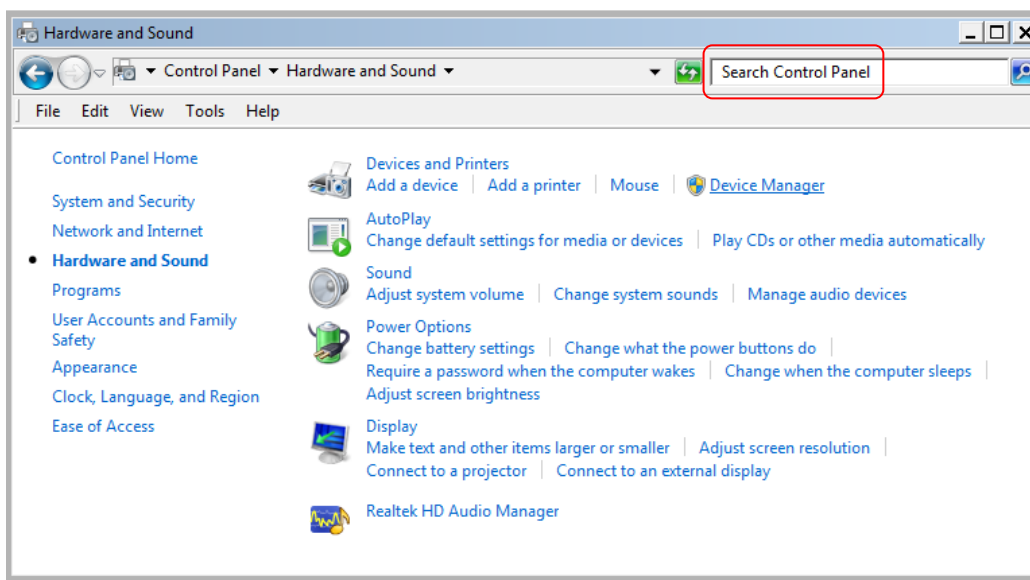 Hardware and Sound
Control Panel Hardware and Sound Search Control Panel
File Edit View Tools Help
Control Panel Home
System and Security
Network and Internet
Hardware and Sound
Programs
User Accounts and Family
Safety
Appearance
Clock, Language, and Region
Ease of Access
Devices and Printers
Add a device Add a printer Mouse Device Manager
AutoPlay
Change default settings for media or devices Play CDs or other media automatically
Sound
Adjust system volume Change system sounds Manage audio devices
Power Options
Change battery settings Change what the power buttons do
Require a password when the computer wakes Change when the computer sleeps
Adjust screen brightness
Display
Make text and other items larger or smaller Adjust screen resolution
Connect to a projector Connect to an external display
Realtek HD Audio Manager